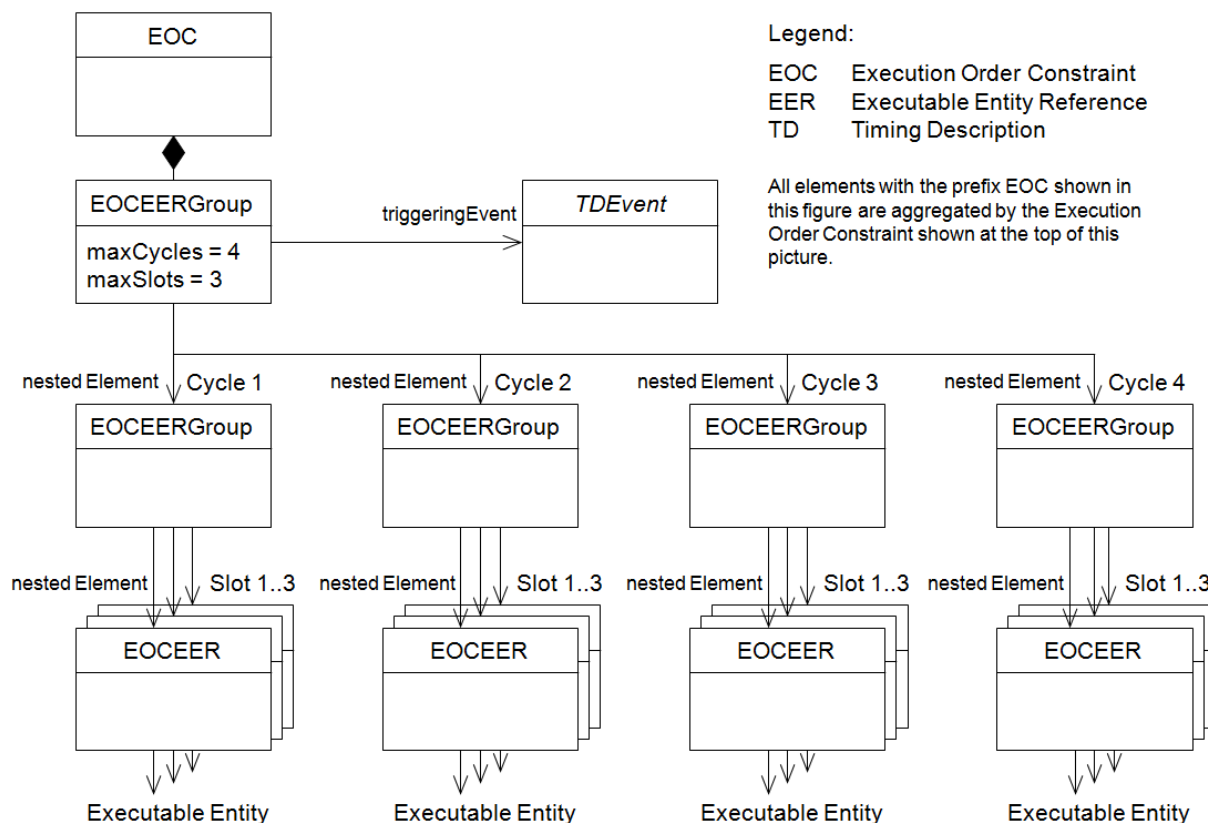 EOC
Legend:
EOC Execution Order Constraint
EER Executable Entity Reference
TD Timing Description
All elements with the prefix EOC shown in
this figure are aggregated by the Execution
Order Constraint shown at the top of this
picture.
EOCEERGroup
maxCycles = 4
maxSlots = 3
triggeringEvent
TDEvent
nested Element Cycle 1
nested Element Cycle 2
nested Element Cycle 3
nested Element Cycle 4
EOCEERGroup
EOCEERGroup
EOCEERGroup
EOCEERGroup
nested Element Slot 1..3
nested Element Slot 1..3
nested Element Slot 1..3
nested Element Slot 1..3
EOCEER
EOCEER
EOCEER
EOCEER
Executable Entity
Executable Entity
Executable Entity
Executable Entity